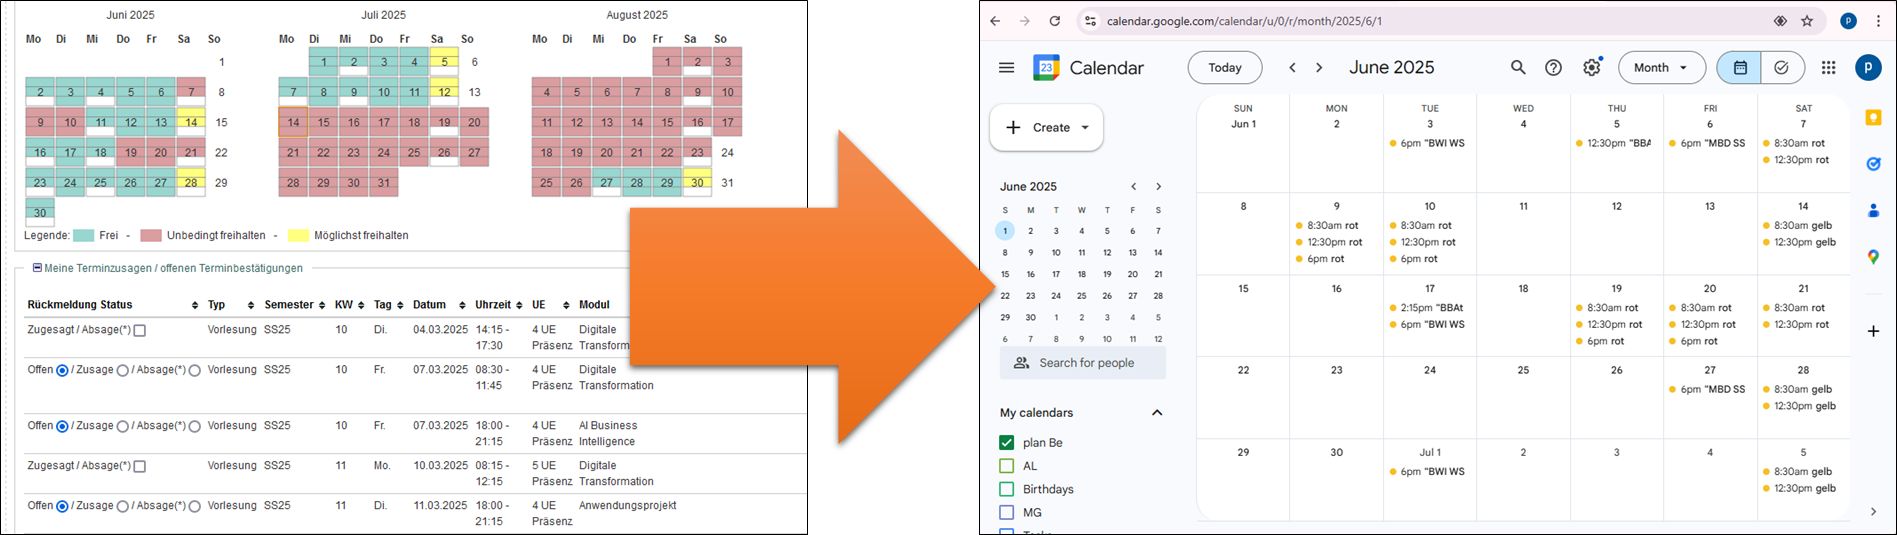 Juni 2025
Mo Di Mi Do Fr Sa So
1
2 3 4 5 6 7 8
9 10 11 12 13 14 15
16 17 18 19 20 21 22
23 24 25 26 27 28 29
30
Juli 2025
Mo Di Mi Do Fr Sa So
1 2 3 4 5 6
7 8 9 10 11 12 13
14 15 16 17 18 19 20
21 22 23 24 25 26 27
28 29 30 31
August 2025
Mo Di Mi Do Fr Sa So
1 2 3
4 5 6 7 8 9 10
11 12 13 14 15 16 17
18 19 20 21 22 23 24
25 26 27 28 29 30 31
Legende: Frei - Unbedingt freihalten - Möglichst freihalten
Meine Terminzusagen / offenen Terminbestätigungen
Rückmeldung Status Typ Semester KW Tag Datum Uhrzeit UE Modul
Zugesagt / Absage(*) Vorlesung SS25 10 Di. 04.03.2025 14:15 - 4 UE Digitale
17:30 Präsenz Transform
Offen / Zusage / Absage(*) Vorlesung SS25 10 Fr. 07.03.2025 08:30 - 4 UE Digitale
11:45 Präsenz Transformation
Offen / Zusage / Absage(*) Vorlesung SS25 10 Fr. 07.03.2025 18:00 - 4 UE AI Business
21:15 Präsenz Intelligence
Zugesagt / Absage(*) Vorlesung SS25 11 Mo. 10.03.2025 08:15 - 5 UE Digitale
12:15 Präsenz Transformation
Offen / Zusage / Absage(*) Vorlesung SS25 11 Di. 11.03.2025 18:00 - 4 UE Anwendungsprojekt
21:15 Präsenz
calendar.google.com/calendar/u/0/r/month/2025/6/1 p
23 Calendar Today June 2025 Month p
Create
June 2025
S M T W T F S
1 2 3 4 5 6 7
8 9 10 11 12 13 14
15 16 17 18 19 20 21
22 23 24 25 26 27 28
29 30 1 2 3 4 5
6 7 8 9 10 11 12
Search for people
My calendars
plan Be
AL
Birthdays
MG
SUN MON TUE WED THU FRI SAT
Jun 1 2 3 4 5 6 7
6pm "BWI WS 12:30pm "BBA 6pm "MBD SS 8:30am rot
12:30pm rot
8 9 10 11 12 13 14
8:30am rot 8:30am rot 8:30am gelb
12:30pm rot 12:30pm rot 12:30pm gelb
6pm rot 6pm rot
15 16 17 18 19 20 21
2:15pm "BBAt 8:30am rot 8:30am rot 8:30am rot
6pm "BWI WS 12:30pm rot 12:30pm rot 12:30pm rot
6pm rot 6pm rot
22 23 24 25 26 27 28
6pm "MBD SS 8:30am gelb
12:30pm gelb
29 30 Jul 1 2 3 4 5
6pm "BWI WS 8:30am gelb
12:30pm gelb